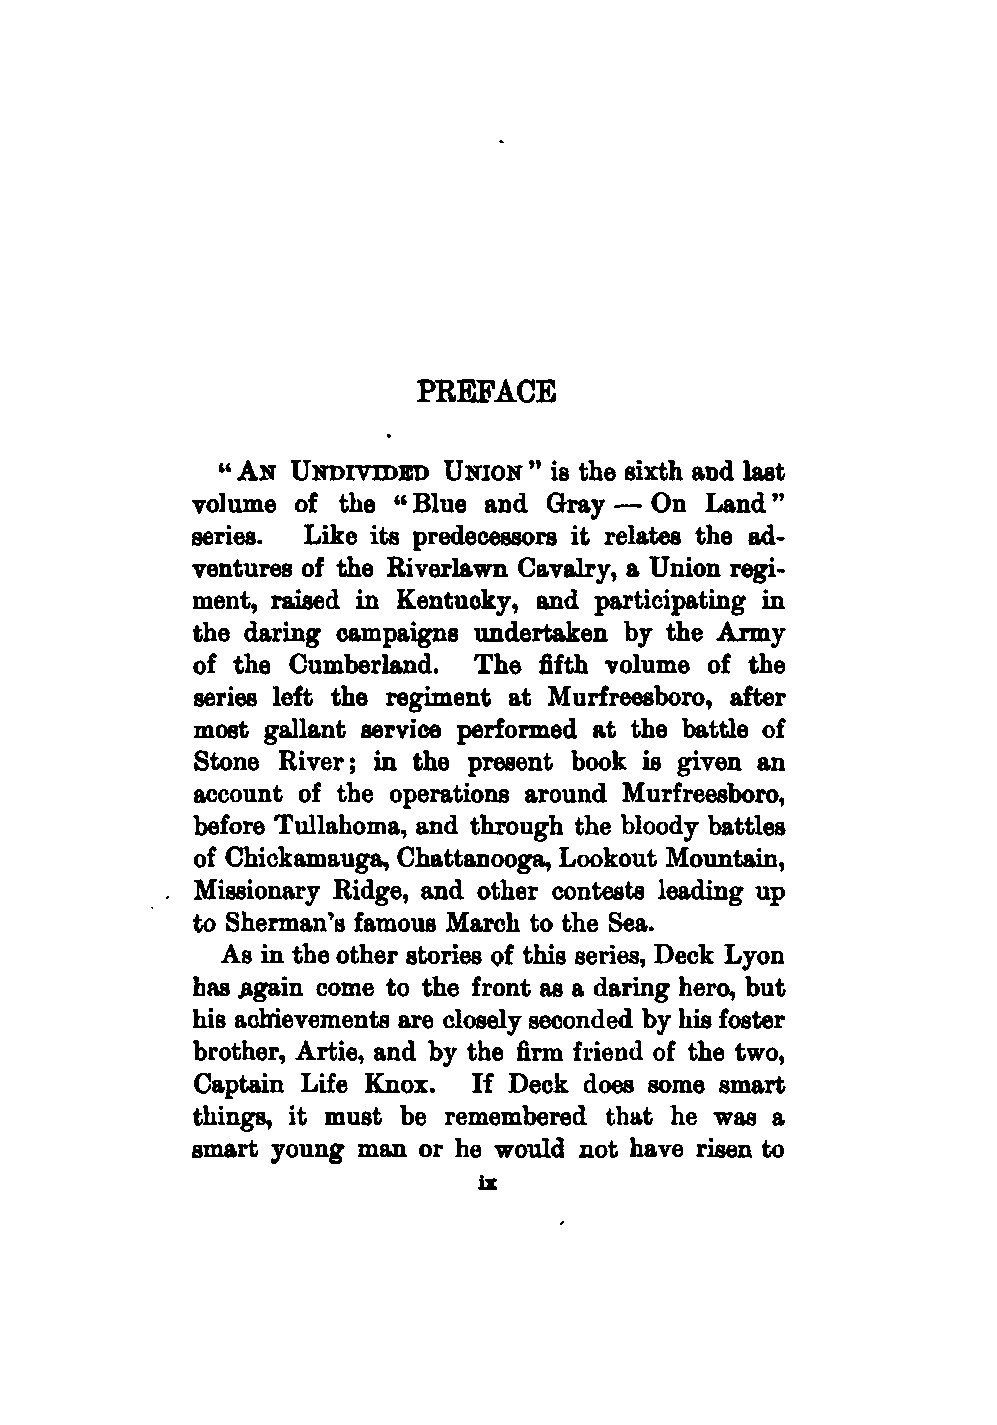 PREFACE
“An Undivided Union” is the sixth and last
volume of the “Blue and Gray — On Land”
series. Like its predecessors it relates the ad-
ventures of the Riverlawn Cavalry, a Union regi-
ment, raised in Kentucky, and participating in
the daring campaigns undertaken by the Army
of the Cumberland. The fifth volume of the
series left the regiment at Murfreesboro, after
most gallant service performed at the battle of
Stone River; in the present book is given an
account of the operations around Murfreesboro,
before Tullahoma, and through the bloody battles
of Chickamauga, Chattanooga, Lookout Mountain,
Missionary Ridge, and other contests leading up
to Sherman’s famous March to the Sea.
As in the other stories of this series, Deck Lyon
has again come to the front as a daring hero, but
his achievements are closely seconded by his foster
brother, Artie, and by the firm friend of the two,
Captain Life Knox. If Deck does some smart
things, it must be remembered that he was a
smart young man or he would not have risen to
ix